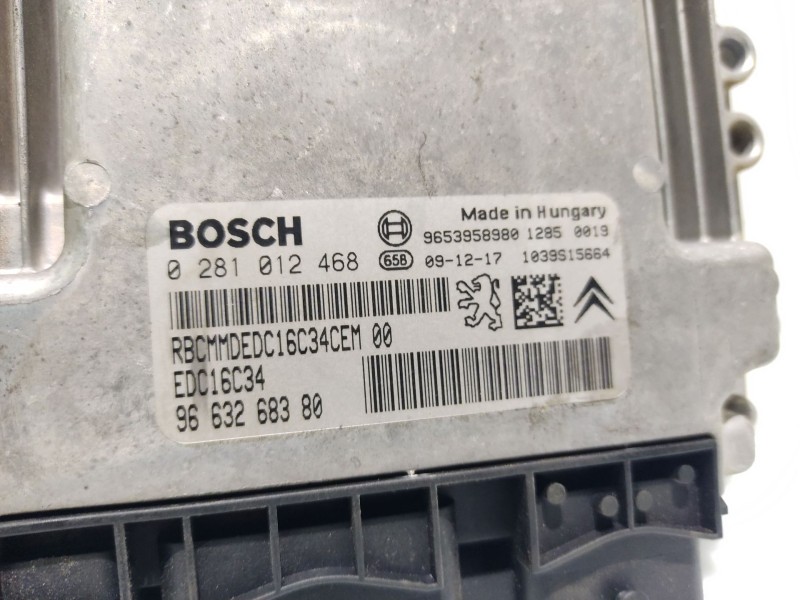 BOSCH
Made in Hungary
9653958980 1285 0019
0 281 012 468
658 09-12-17 1039S15664
RBCMMDEDC16C34CEM 00
EDC16C34
96 632 683 80